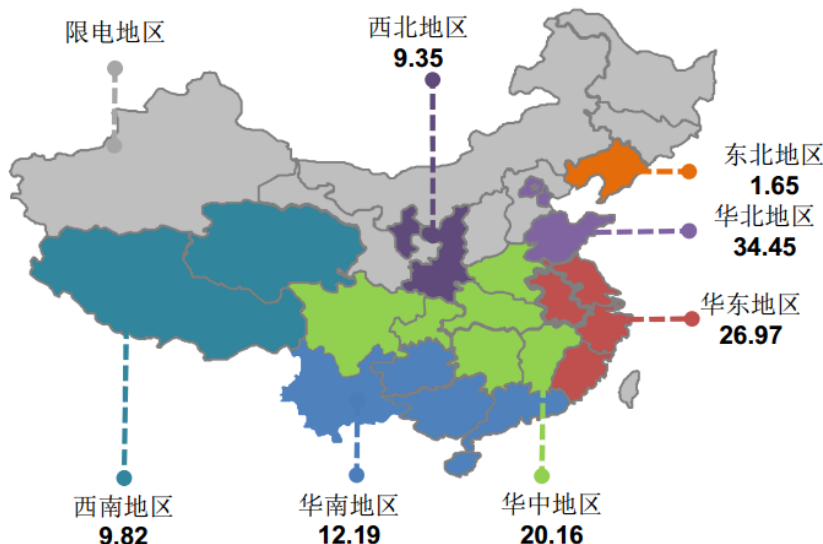 限电地区
西北地区
9.35
东北地区
1.65
华北地区
34.45
华东地区
26.97
西南地区
9.82
华南地区
12.19
华中地区
20.16